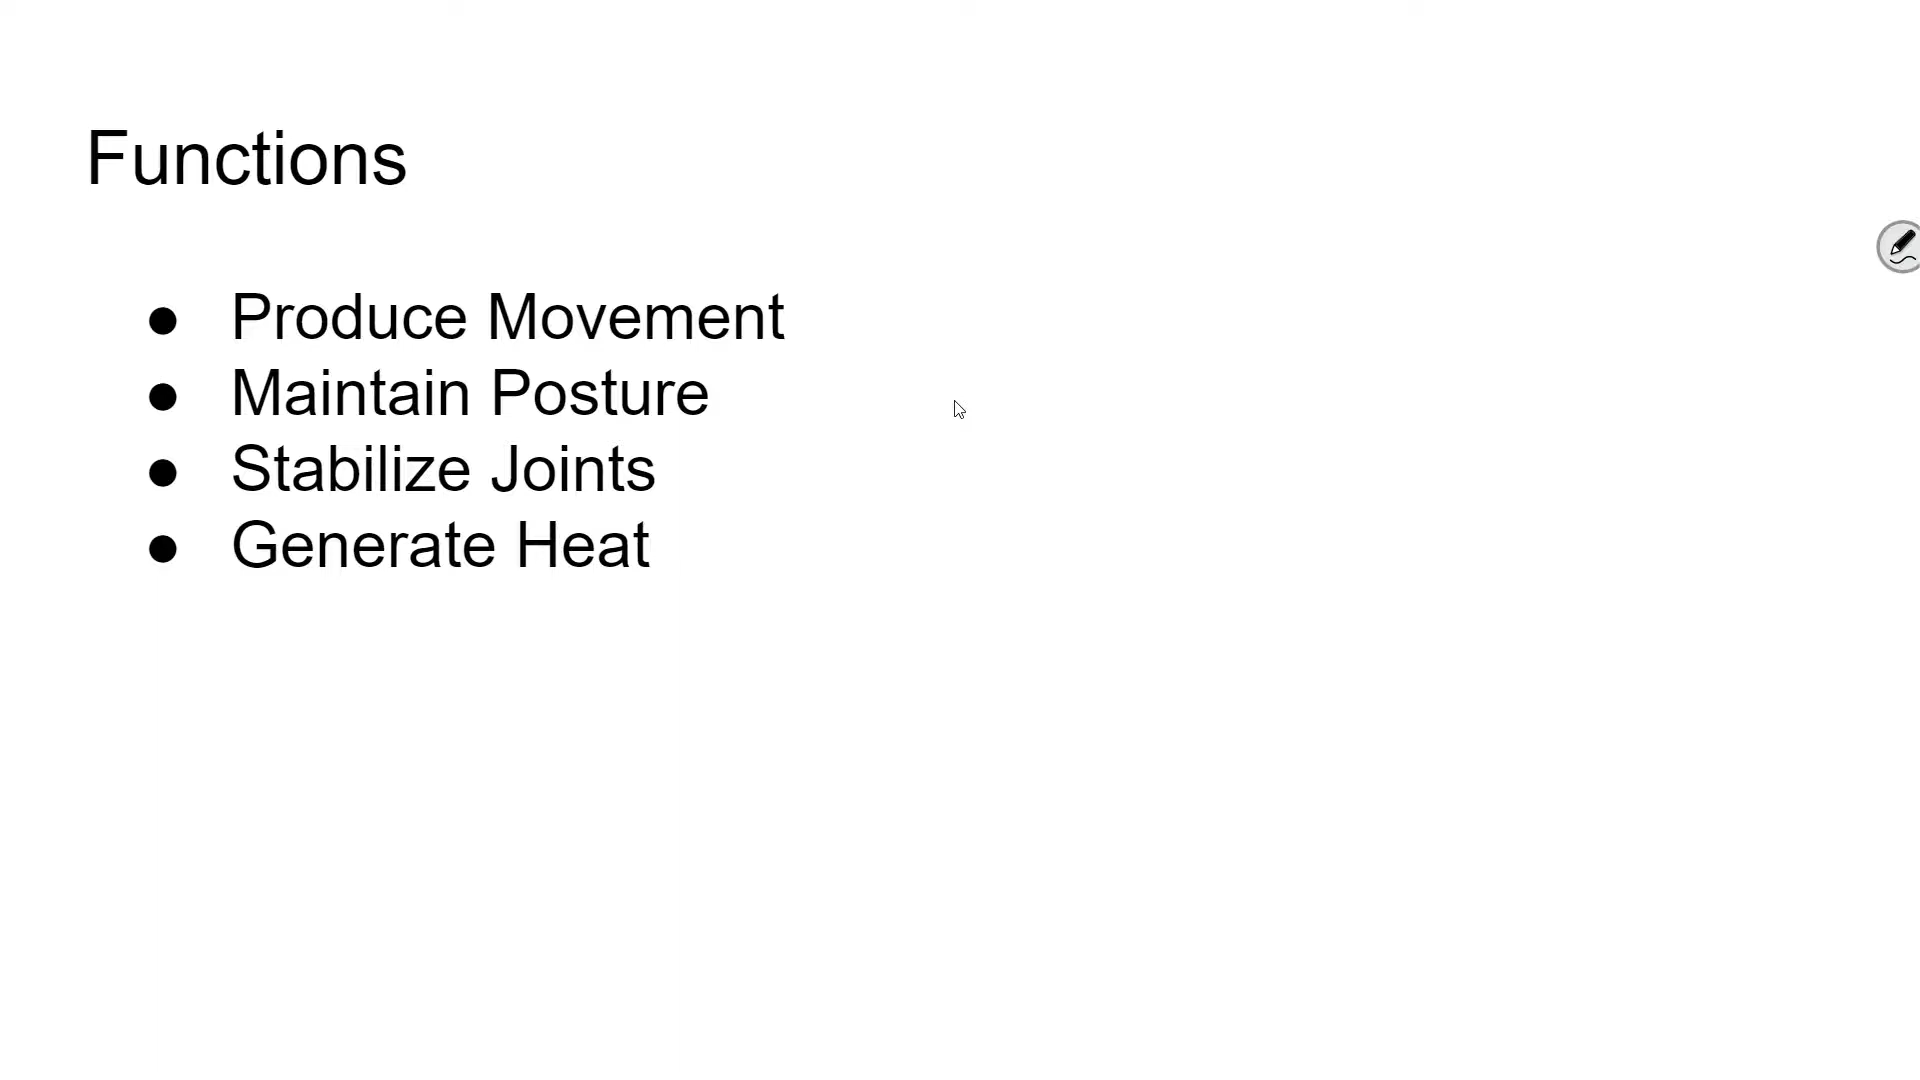 Functions
● Produce Movement
● Maintain Posture
● Stabilize Joints
● Generate Heat